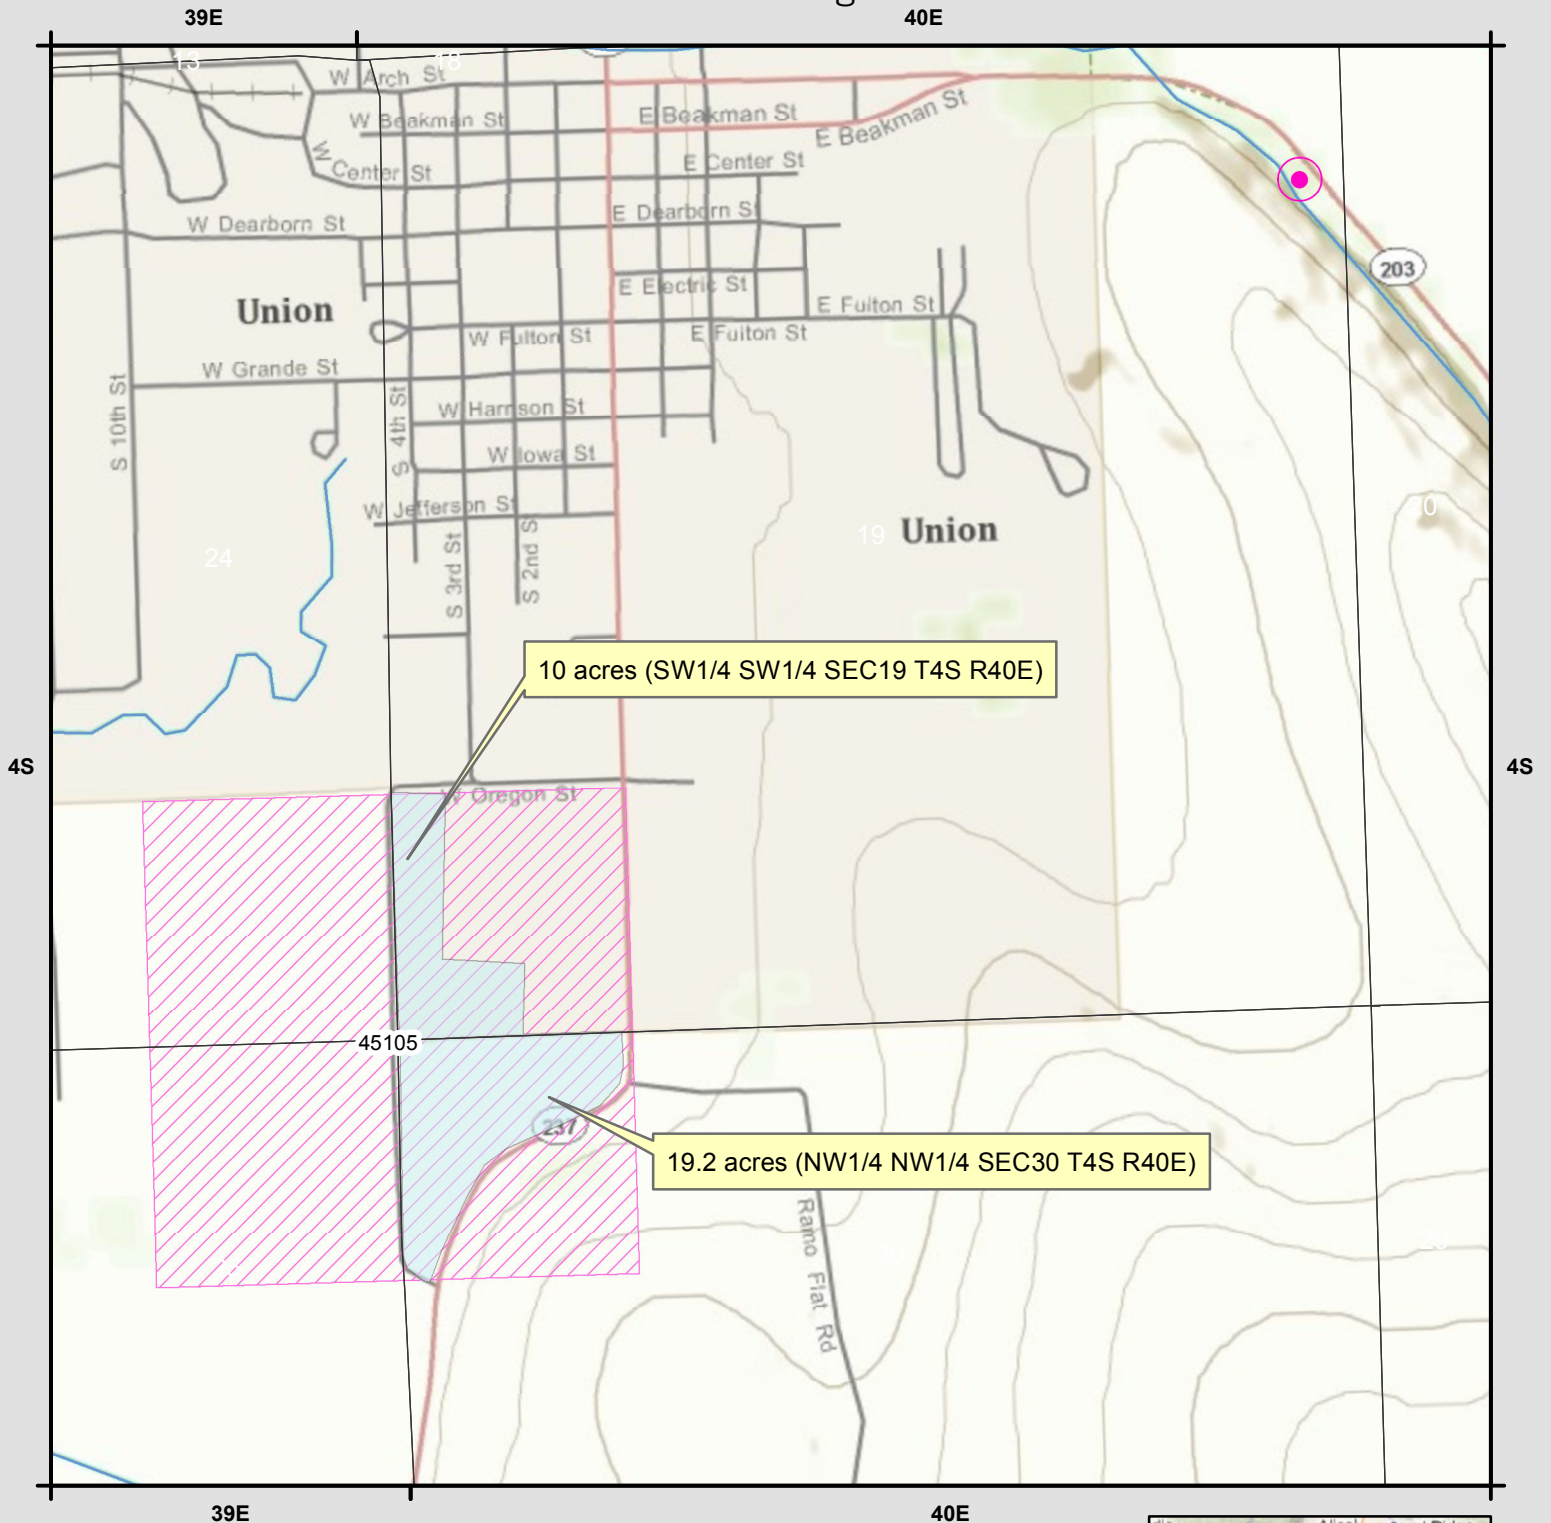 39E
40E
13
18
W Arch St
W Beakman St
E Beakman St
E Beakman St
W Center St
E Center St
W Dearborn St
E Dearborn St
203
E Electric St
Union
E Fulton St
W Fulton St
E Fulton St
W Grande St
S 10th St
S 4th St
W Harrison St
W Iowa St
W Jefferson St
20
19
Union
24
S 3rd St
S 2nd St
10 acres (SW1/4 SW1/4 SEC19 T4S R40E)
4S
4S
W Oregon St
45105
237
19.2 acres (NW1/4 NW1/4 SEC30 T4S R40E)
Ramo Flat Rd
39E
40E